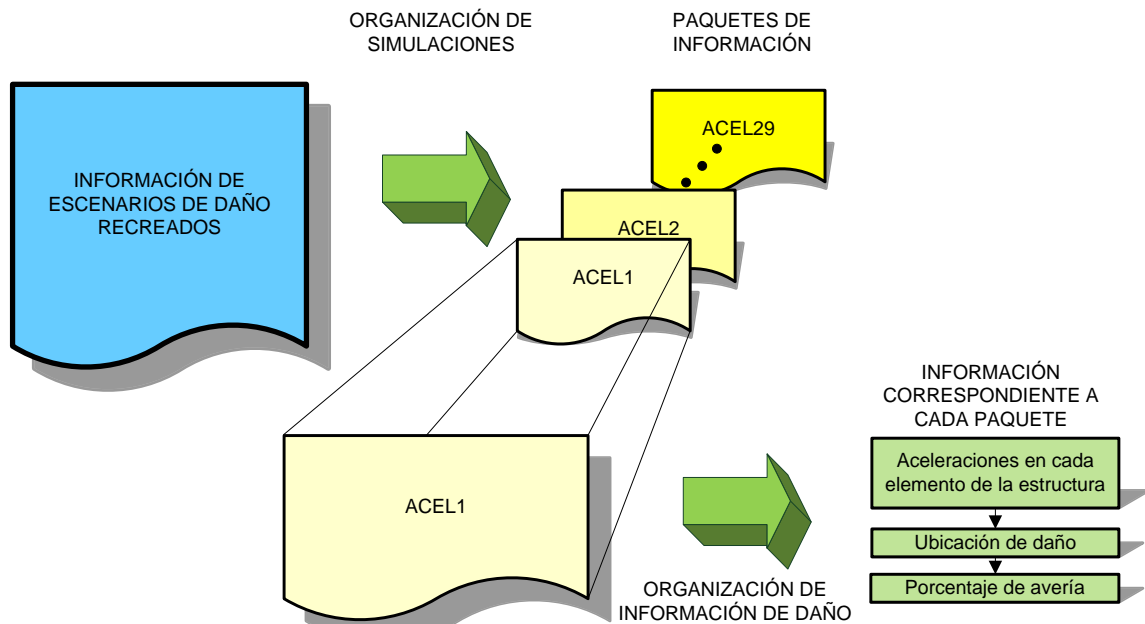 ORGANIZACIÓN DE
SIMULACIONES
PAQUETES DE
INFORMACIÓN
ACEL29
INFORMACIÓN DE
ESCENARIOS DE DAÑO
RECREADOS
ACEL2
ACEL1
INFORMACIÓN
CORRESPONDIENTE A
CADA PAQUETE
Aceleraciones en cada
elemento de la estructura
ACEL1
Ubicación de daño
Porcentaje de avería
ORGANIZACIÓN DE
INFORMACIÓN DE DAÑO